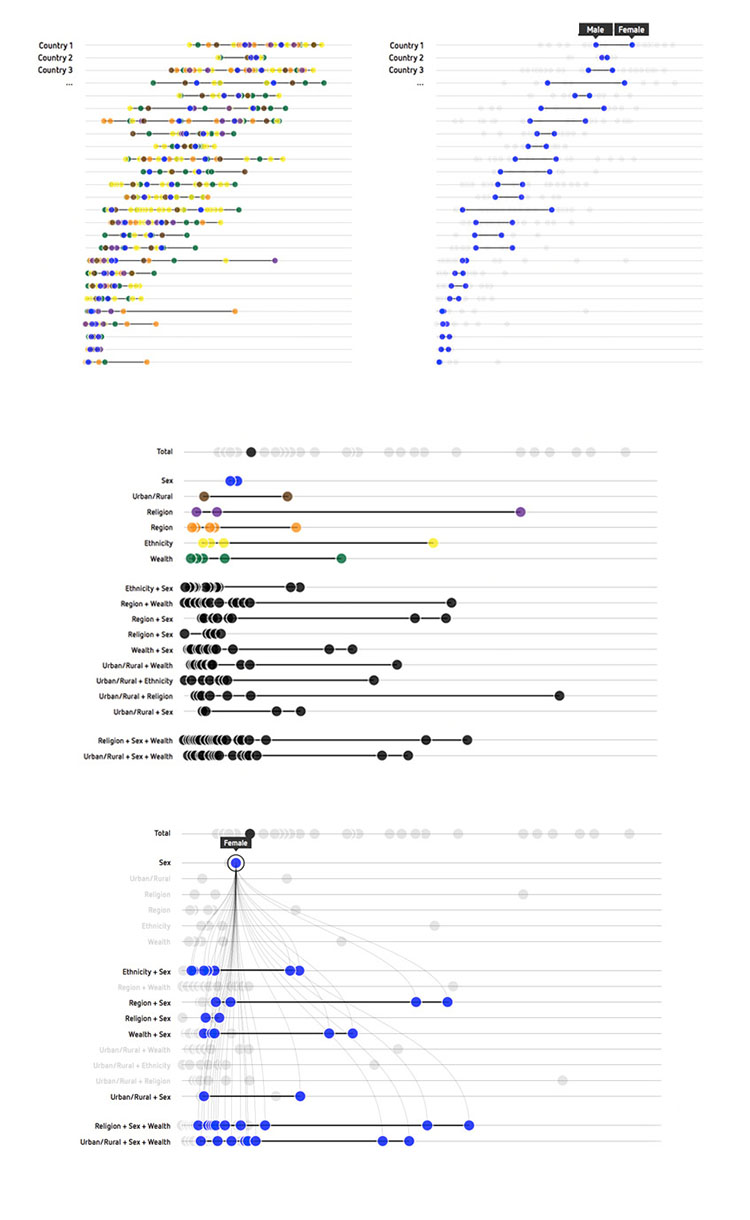 Male Female
Country 1
Country 2
Country 3
...
Country 1
Country 2
Country 3
...
Total
Sex
Urban/Rural
Religion
Region
Ethnicity
Wealth
Ethnicity + Sex
Region + Wealth
Region + Sex
Religion + Sex
Wealth + Sex
Urban/Rural + Wealth
Urban/Rural + Ethnicity
Urban/Rural + Religion
Urban/Rural + Sex
Religion + Sex + Wealth
Urban/Rural + Sex + Wealth
Total
Female
Sex
Urban/Rural
Religion
Region
Ethnicity
Wealth
Ethnicity + Sex
Region + Wealth
Region + Sex
Religion + Sex
Wealth + Sex
Urban/Rural + Wealth
Urban/Rural + Ethnicity
Urban/Rural + Religion
Urban/Rural + Sex
Religion + Sex + Wealth
Urban/Rural + Sex + Wealth